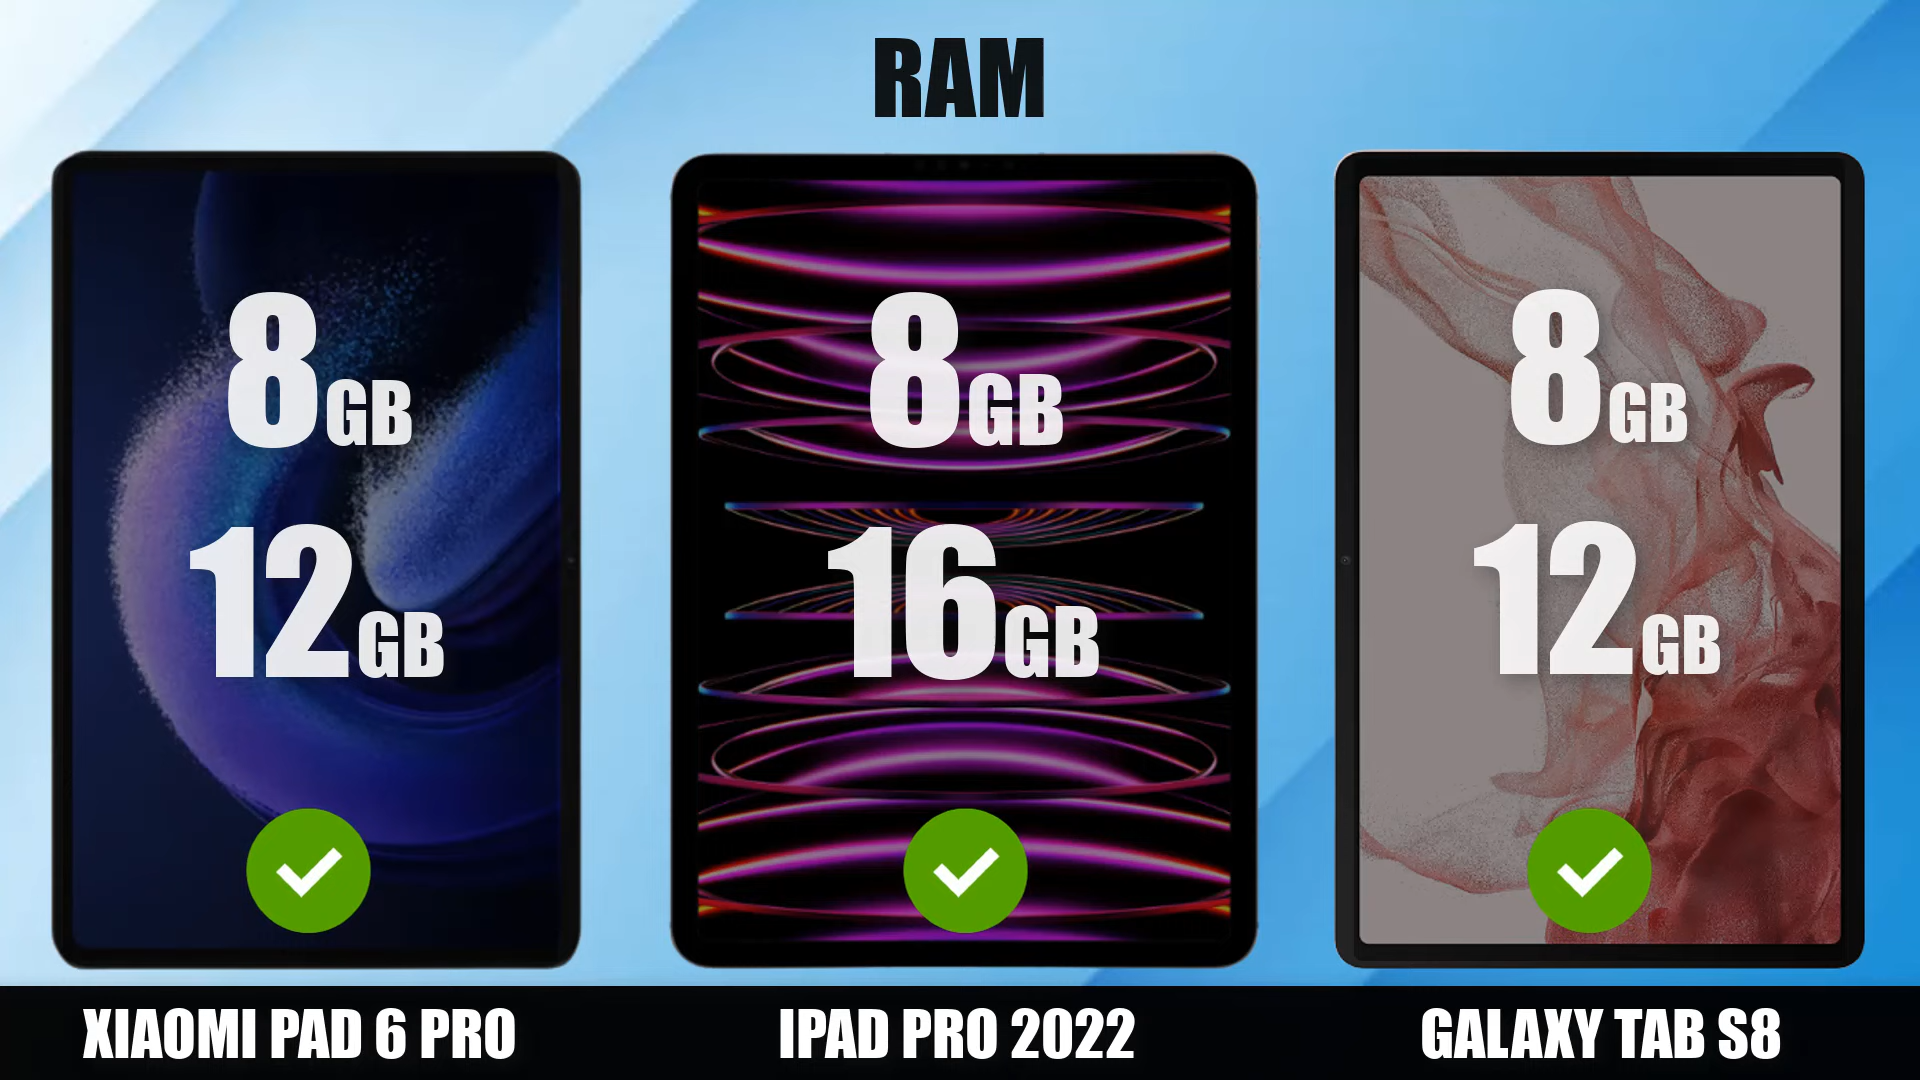 RAM
8GB
12GB
XIAOMI PAD 6 PRO
8GB
16GB
IPAD PRO 2022
8GB
12GB
GALAXY TAB S8